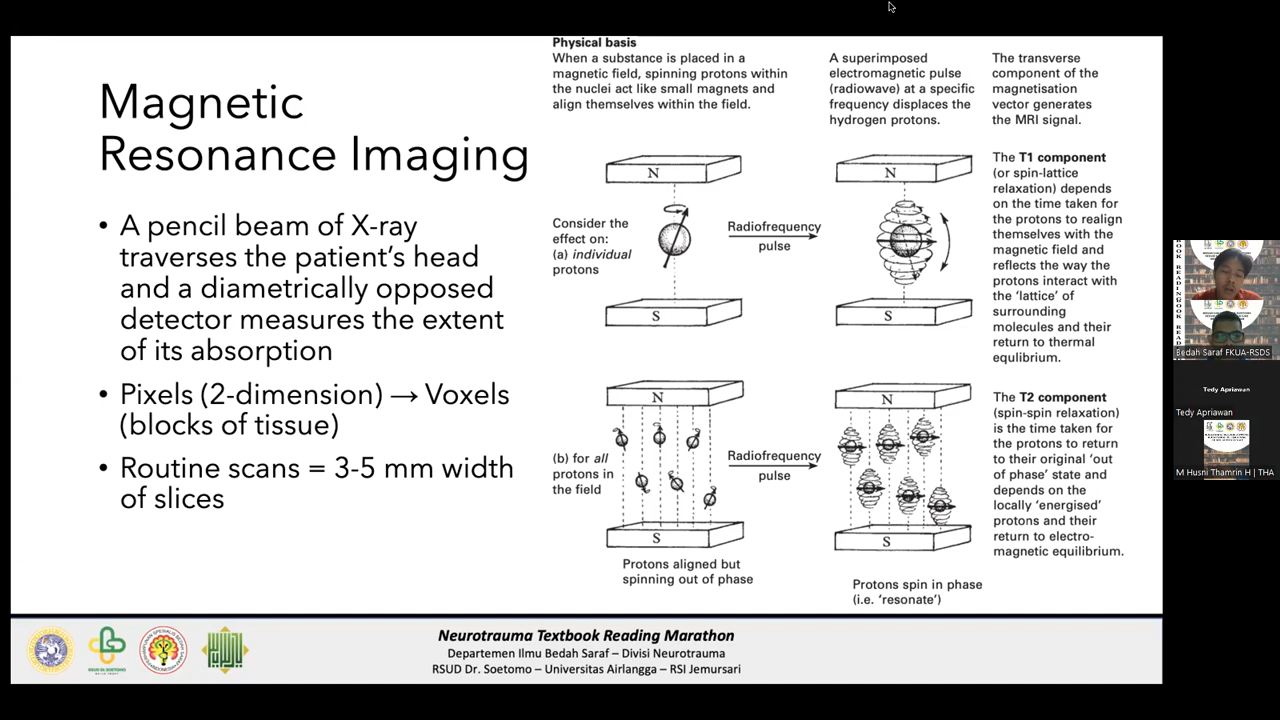 Magnetic
Resonance Imaging
• A pencil beam of X-ray
traverses the patient's head
and a diametrically opposed
detector measures the extent
of its absorption
• Pixels (2-dimension) → Voxels
(blocks of tissue)
• Routine scans = 3-5 mm width
of slices
Physical basis
When a substance is placed in a
magnetic field, spinning protons within
the nuclei act like small magnets and
align themselves within the field.
A superimposed
electromagnetic pulse
(radiowave) at a specific
frequency displaces the
hydrogen protons.
The transverse
component of the
magnetisation
vector generates
the MRI signal.
N
Consider the
effect on:
(a) individual
protons
S
Radiofrequency
pulse
N
S
The T1 component
(or spin-lattice
relaxation) depends
on the time taken for
the protons to realign
themselves with the
magnetic field and
reflects the way the
protons interact with
the 'lattice' of
surrounding
molecules and their
return to thermal
equlibrium.
N
(b) for all
protons in
the field
S
Protons aligned but
spinning out of phase
Radiofrequency
pulse
N
S
Protons spin in phase
(i.e. 'resonate')
The T2 component
(spin-spin relaxation)
is the time taken for
the protons to return
to their original 'out
of phase' state and
depends on the
locally 'energised'
protons and their
return to electro-
magnetic equilibrium.
RSUD DR. SOETOMO
Neurotrauma Textbook Reading Marathon
Departemen Ilmu Bedah Saraf – Divisi Neurotrauma
RSUD Dr. Soetomo – Universitas Airlangga – RSI Jemursari
Bedah Saraf FKUA-RSDS
Tedy Apriawan
Tedy Apriawan
M Husni Thamrin H | THA